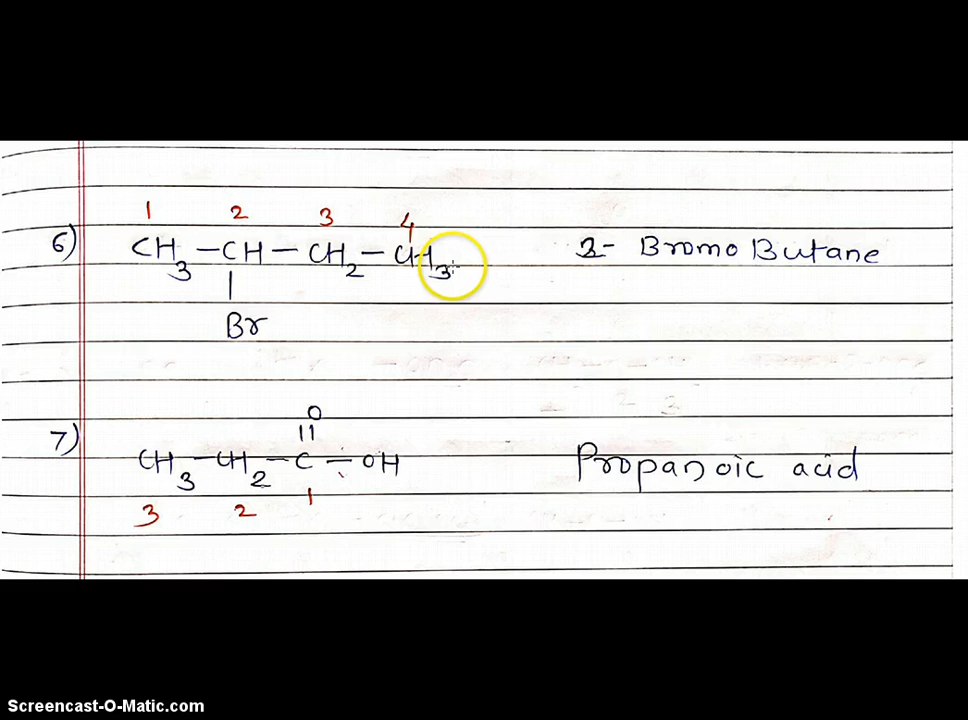 1 2 3 4
6) CH3 – CH – CH2 – CH3 2- Bromo Butane
|
Br
O
7) ||
CH3 – CH2 – C – OH Propanoic acid
3 2 1
Screencast-O-Matic.com